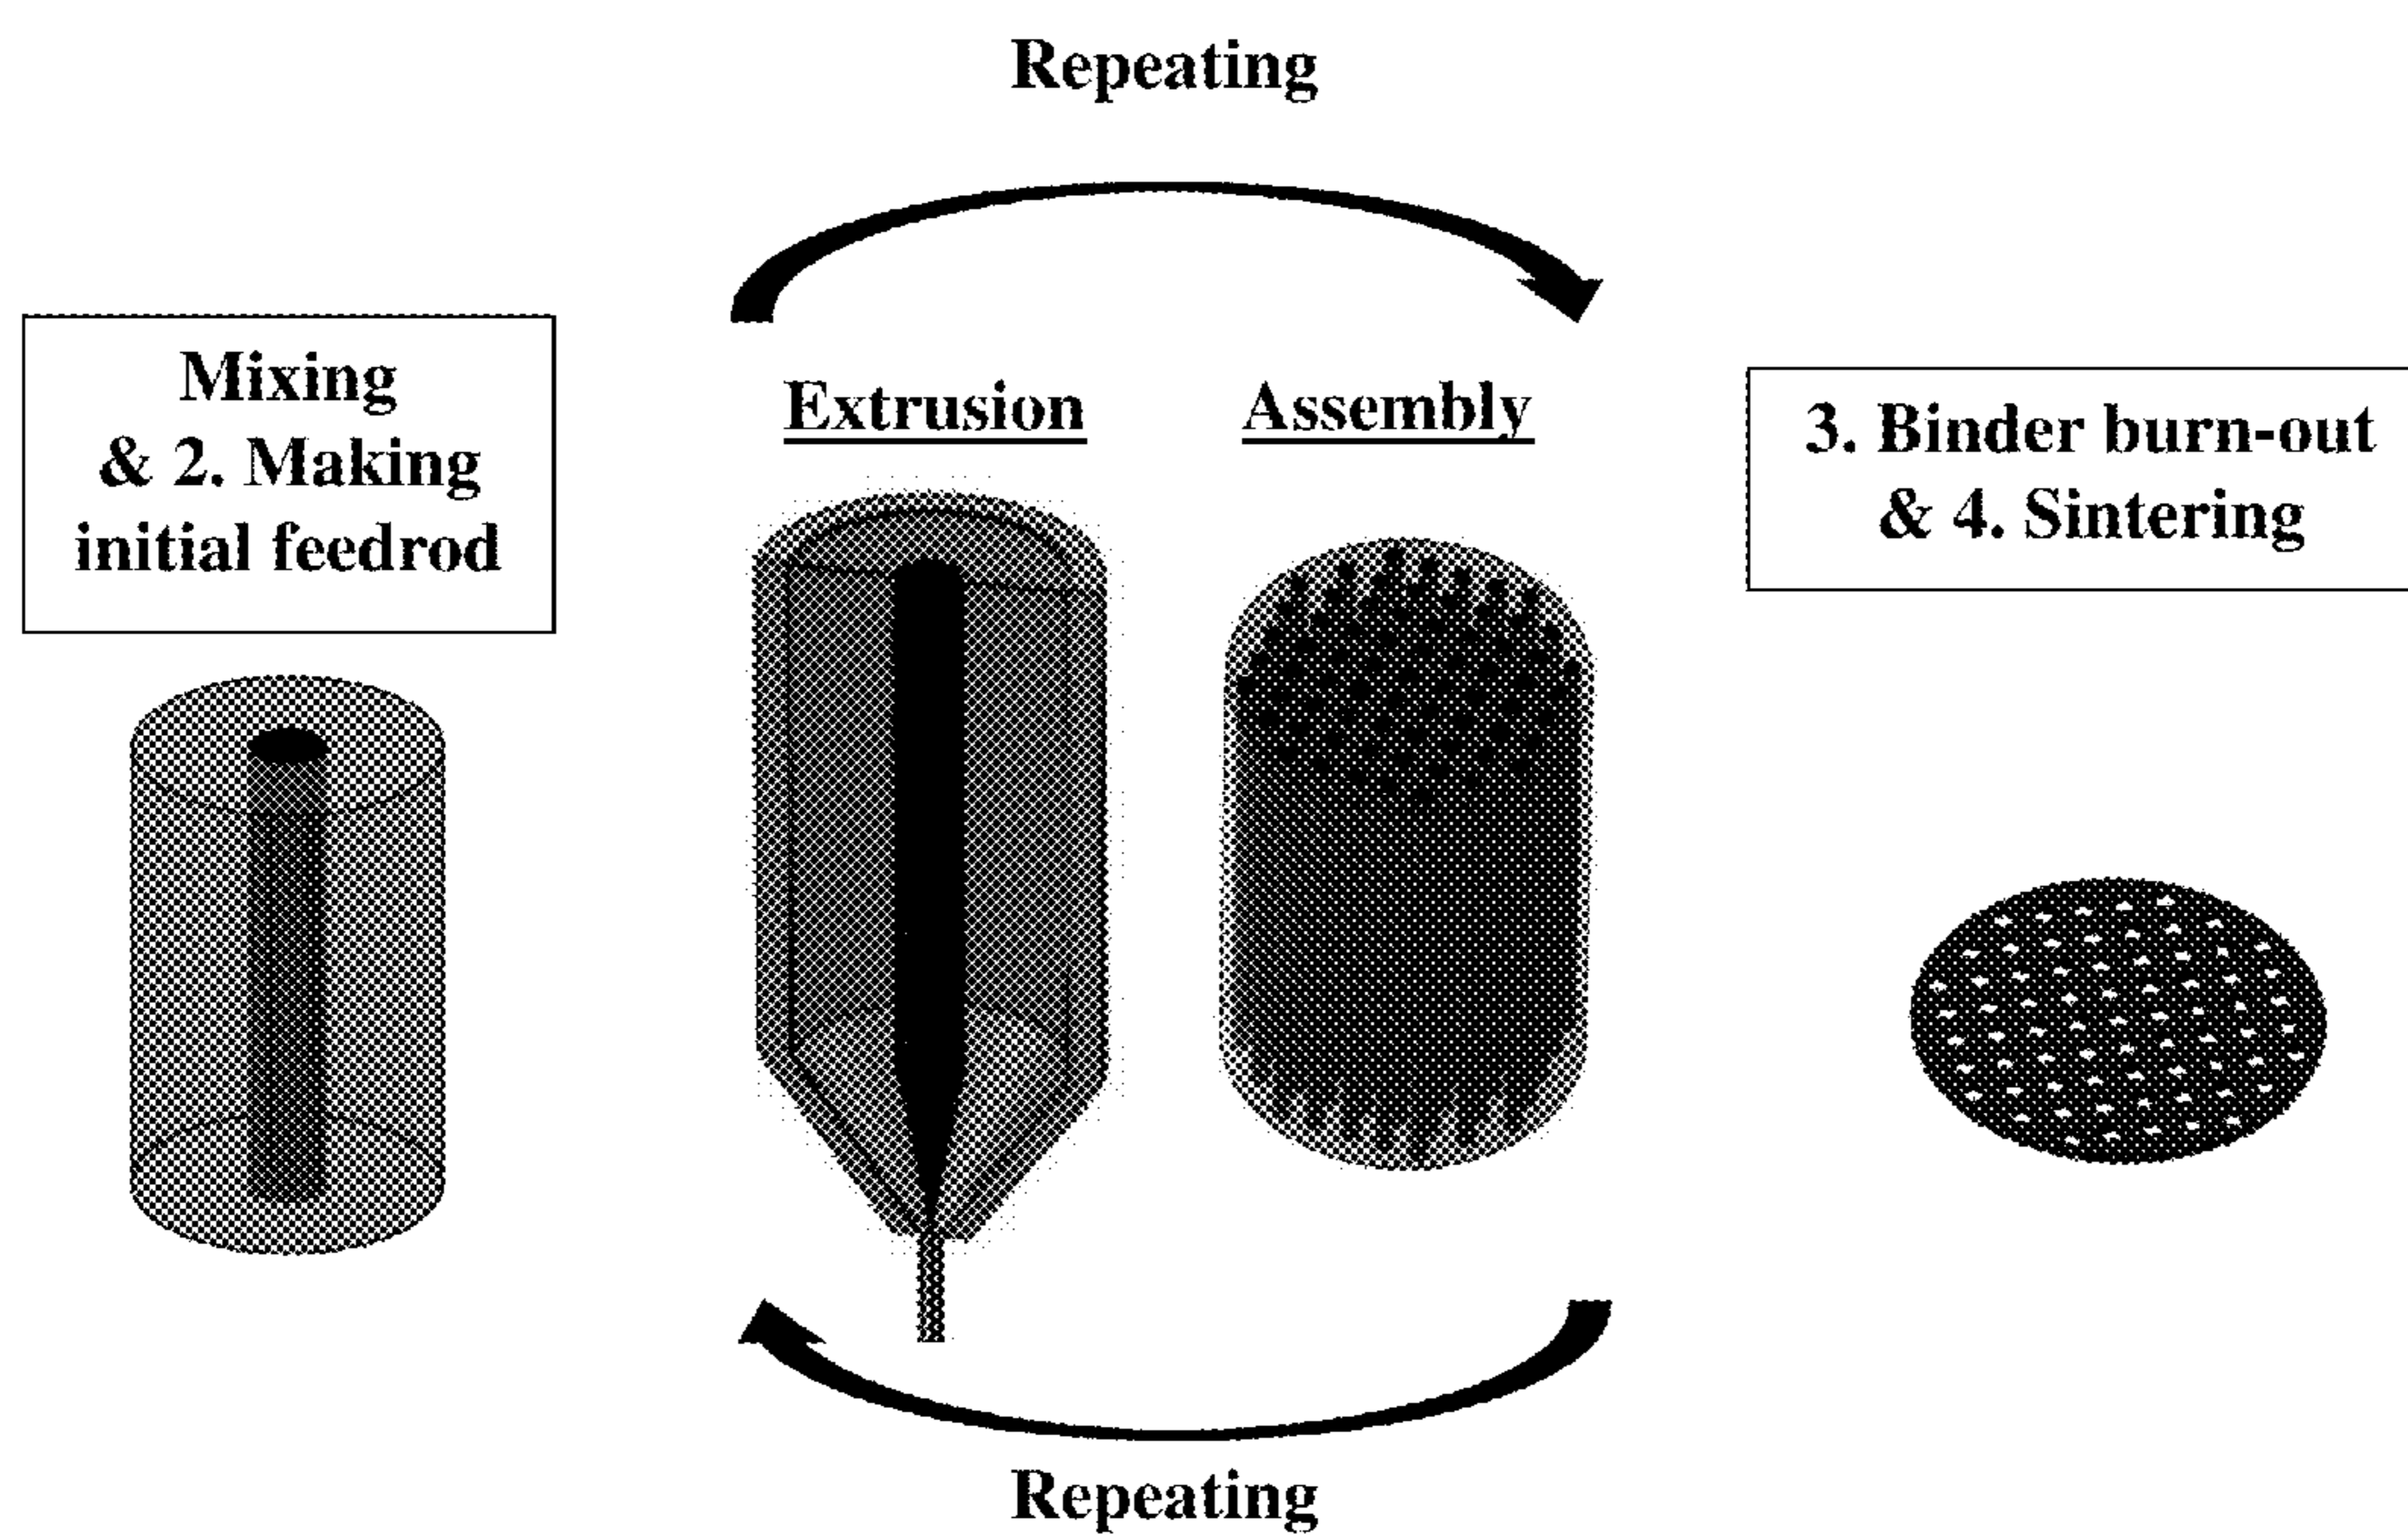 Repeating
Mixing
& 2. Making
initial feedrod
Extrusion
Assembly
3. Binder burn-out
& 4. Sintering
Repeating